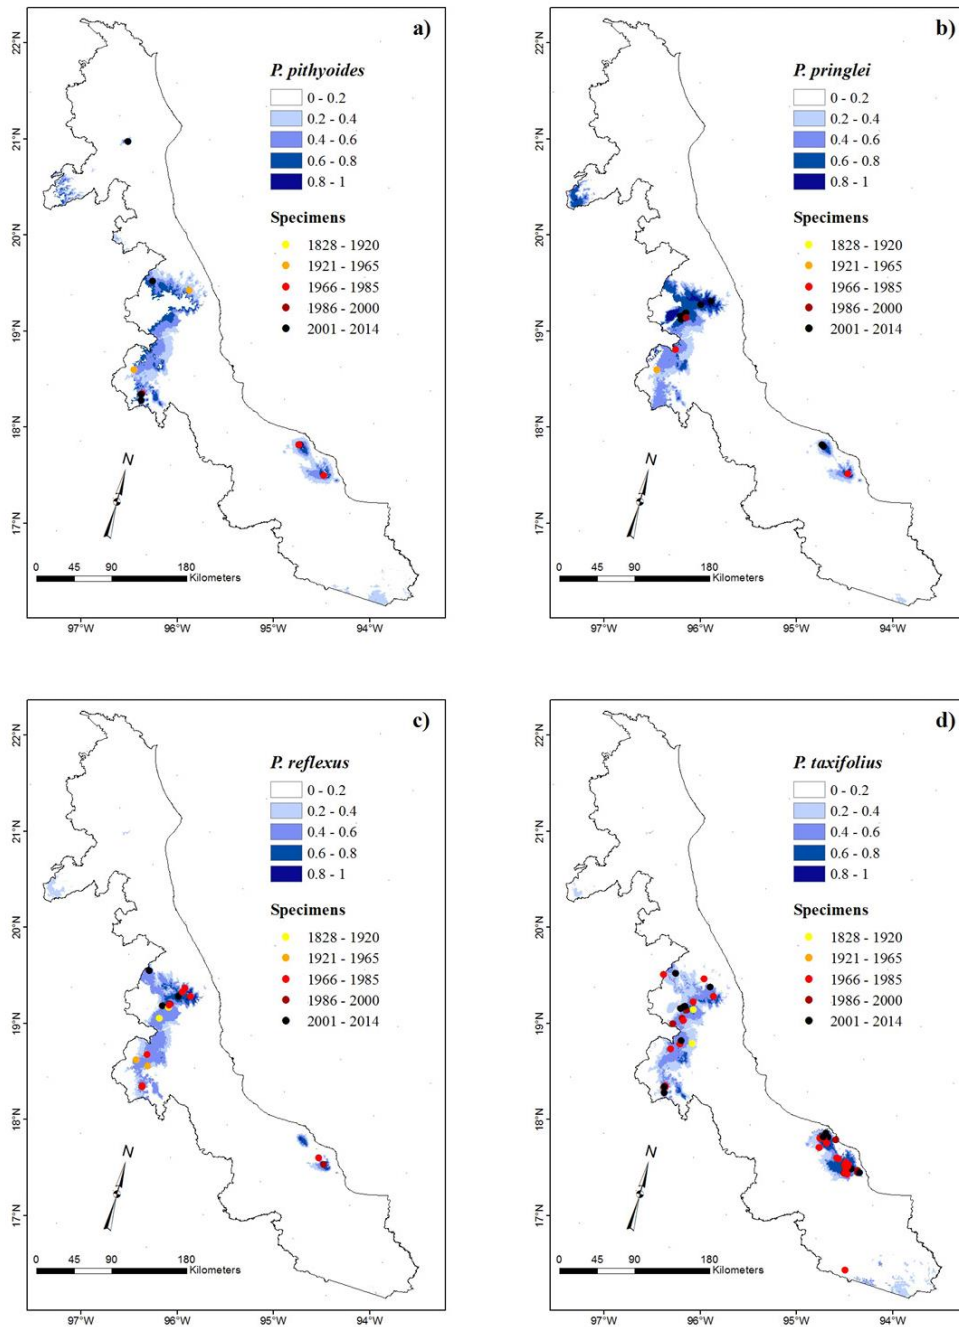 a)
P. pithyoides
0 - 0.2
0.2 - 0.4
0.4 - 0.6
0.6 - 0.8
0.8 - 1
Specimens
1828 - 1920
1921 - 1965
1966 - 1985
1986 - 2000
2001 - 2014
22°N
21°N
20°N
19°N
18°N
17°N
N
0 45 90 180
Kilometers
97°W 96°W 95°W 94°W
b)
P. pringlei
0 - 0.2
0.2 - 0.4
0.4 - 0.6
0.6 - 0.8
0.8 - 1
Specimens
1828 - 1920
1921 - 1965
1966 - 1985
1986 - 2000
2001 - 2014
22°N
21°N
20°N
19°N
18°N
17°N
N
0 45 90 180
Kilometers
97°W 96°W 95°W 94°W
c)
P. reflexus
0 - 0.2
0.2 - 0.4
0.4 - 0.6
0.6 - 0.8
0.8 - 1
Specimens
1828 - 1920
1921 - 1965
1966 - 1985
1986 - 2000
2001 - 2014
22°N
21°N
20°N
19°N
18°N
17°N
N
0 45 90 180
Kilometers
97°W 96°W 95°W 94°W
d)
P. taxifolius
0 - 0.2
0.2 - 0.4
0.4 - 0.6
0.6 - 0.8
0.8 - 1
Specimens
1828 - 1920
1921 - 1965
1966 - 1985
1986 - 2000
2001 - 2014
22°N
21°N
20°N
19°N
18°N
17°N
N
0 45 90 180
Kilometers
97°W 96°W 95°W 94°W